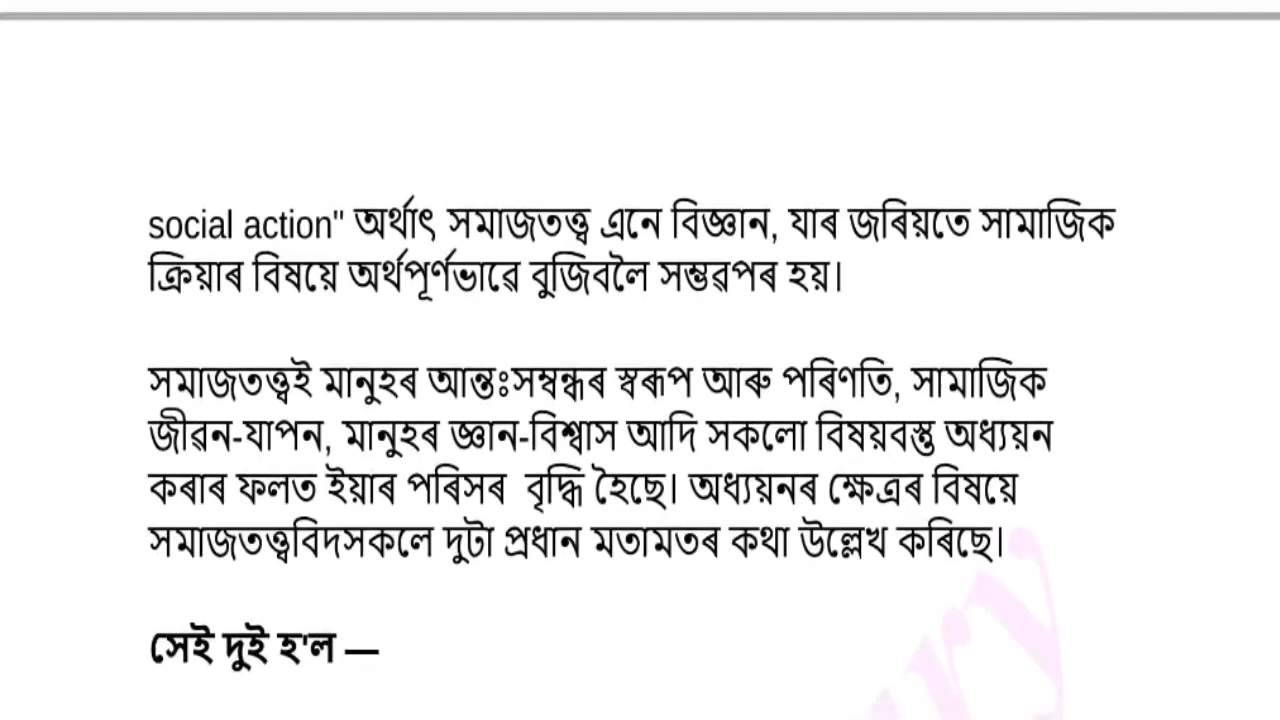 social action" অৰ্থাৎ সমাজতত্ত্ব এনে বিজ্ঞান, যাৰ জৰিয়তে সামাজিক
ক্ৰিয়াৰ বিষয়ে অৰ্থপূৰ্ণভাৱে বুজিবলৈ সম্ভৱপৰ হয়।
সমাজতত্ত্বই মানুহৰ আন্তঃসম্বন্ধৰ স্বৰূপ আৰু পৰিণতি, সামাজিক
জীৱন-যাপন, মানুহৰ জ্ঞান-বিশ্বাস আদি সকলো বিষয়বস্তু অধ্যয়ন
কৰাৰ ফলত ইয়াৰ পৰিসৰ বৃদ্ধি হৈছে। অধ্যয়নৰ ক্ষেত্ৰৰ বিষয়ে
সমাজতত্ত্ববিদসকলে দুটা প্ৰধান মতামতৰ কথা উল্লেখ কৰিছে।
সেই দুই হ'ল —